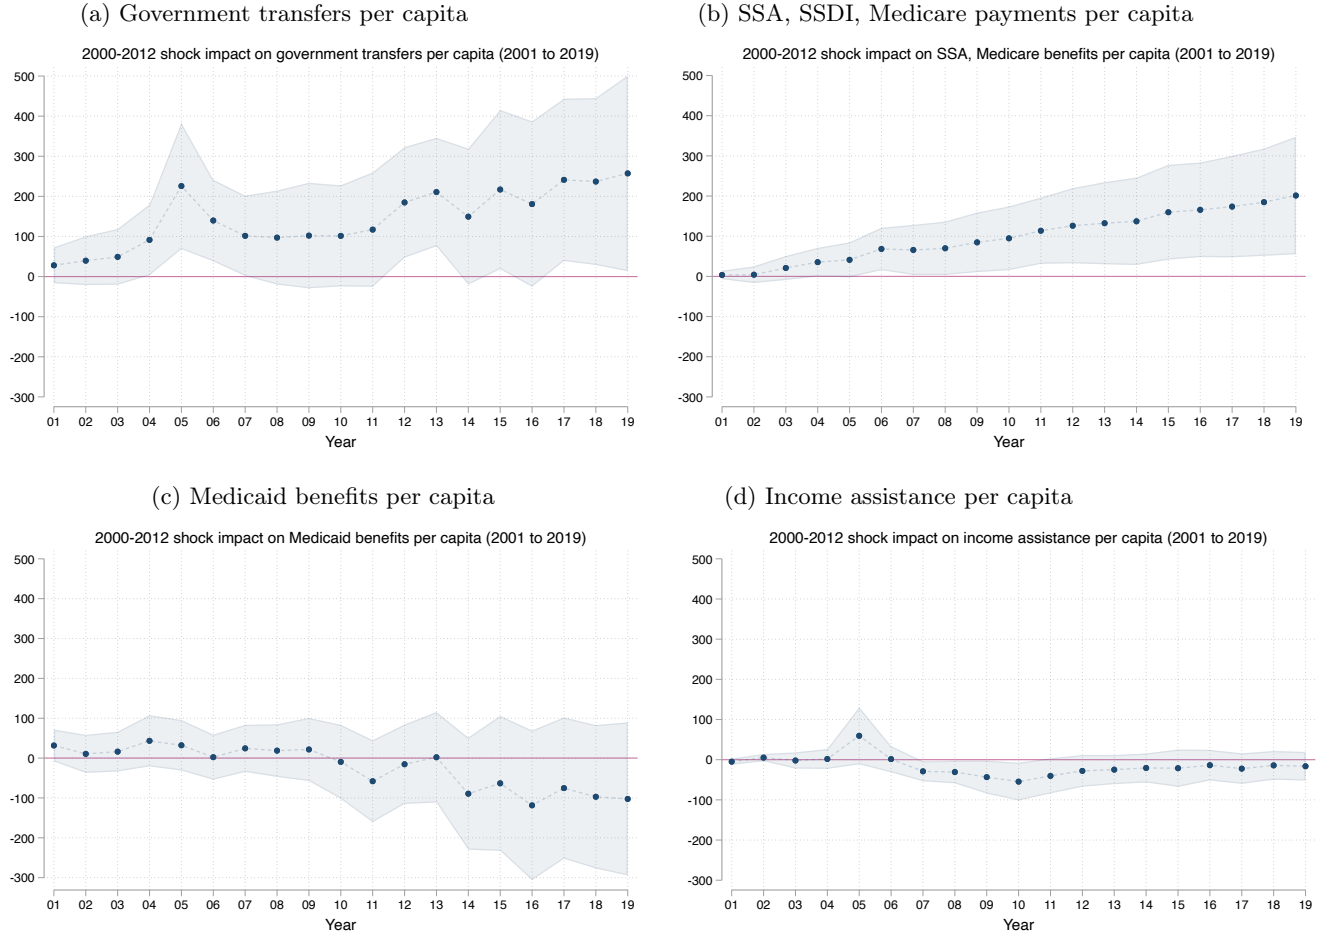 (a) Government transfers per capita
2000-2012 shock impact on government transfers per capita (2001 to 2019)
500
400
300
200
100
0
-100
-200
-300
01 02 03 04 05 06 07 08 09 10 11 12 13 14 15 16 17 18 19
Year
(b) SSA, SSDI, Medicare payments per capita
2000-2012 shock impact on SSA, Medicare benefits per capita (2001 to 2019)
500
400
300
200
100
0
-100
-200
-300
01 02 03 04 05 06 07 08 09 10 11 12 13 14 15 16 17 18 19
Year
(c) Medicaid benefits per capita
2000-2012 shock impact on Medicaid benefits per capita (2001 to 2019)
500
400
300
200
100
0
-100
-200
-300
01 02 03 04 05 06 07 08 09 10 11 12 13 14 15 16 17 18 19
Year
(d) Income assistance per capita
2000-2012 shock impact on income assistance per capita (2001 to 2019)
500
400
300
200
100
0
-100
-200
-300
01 02 03 04 05 06 07 08 09 10 11 12 13 14 15 16 17 18 19
Year